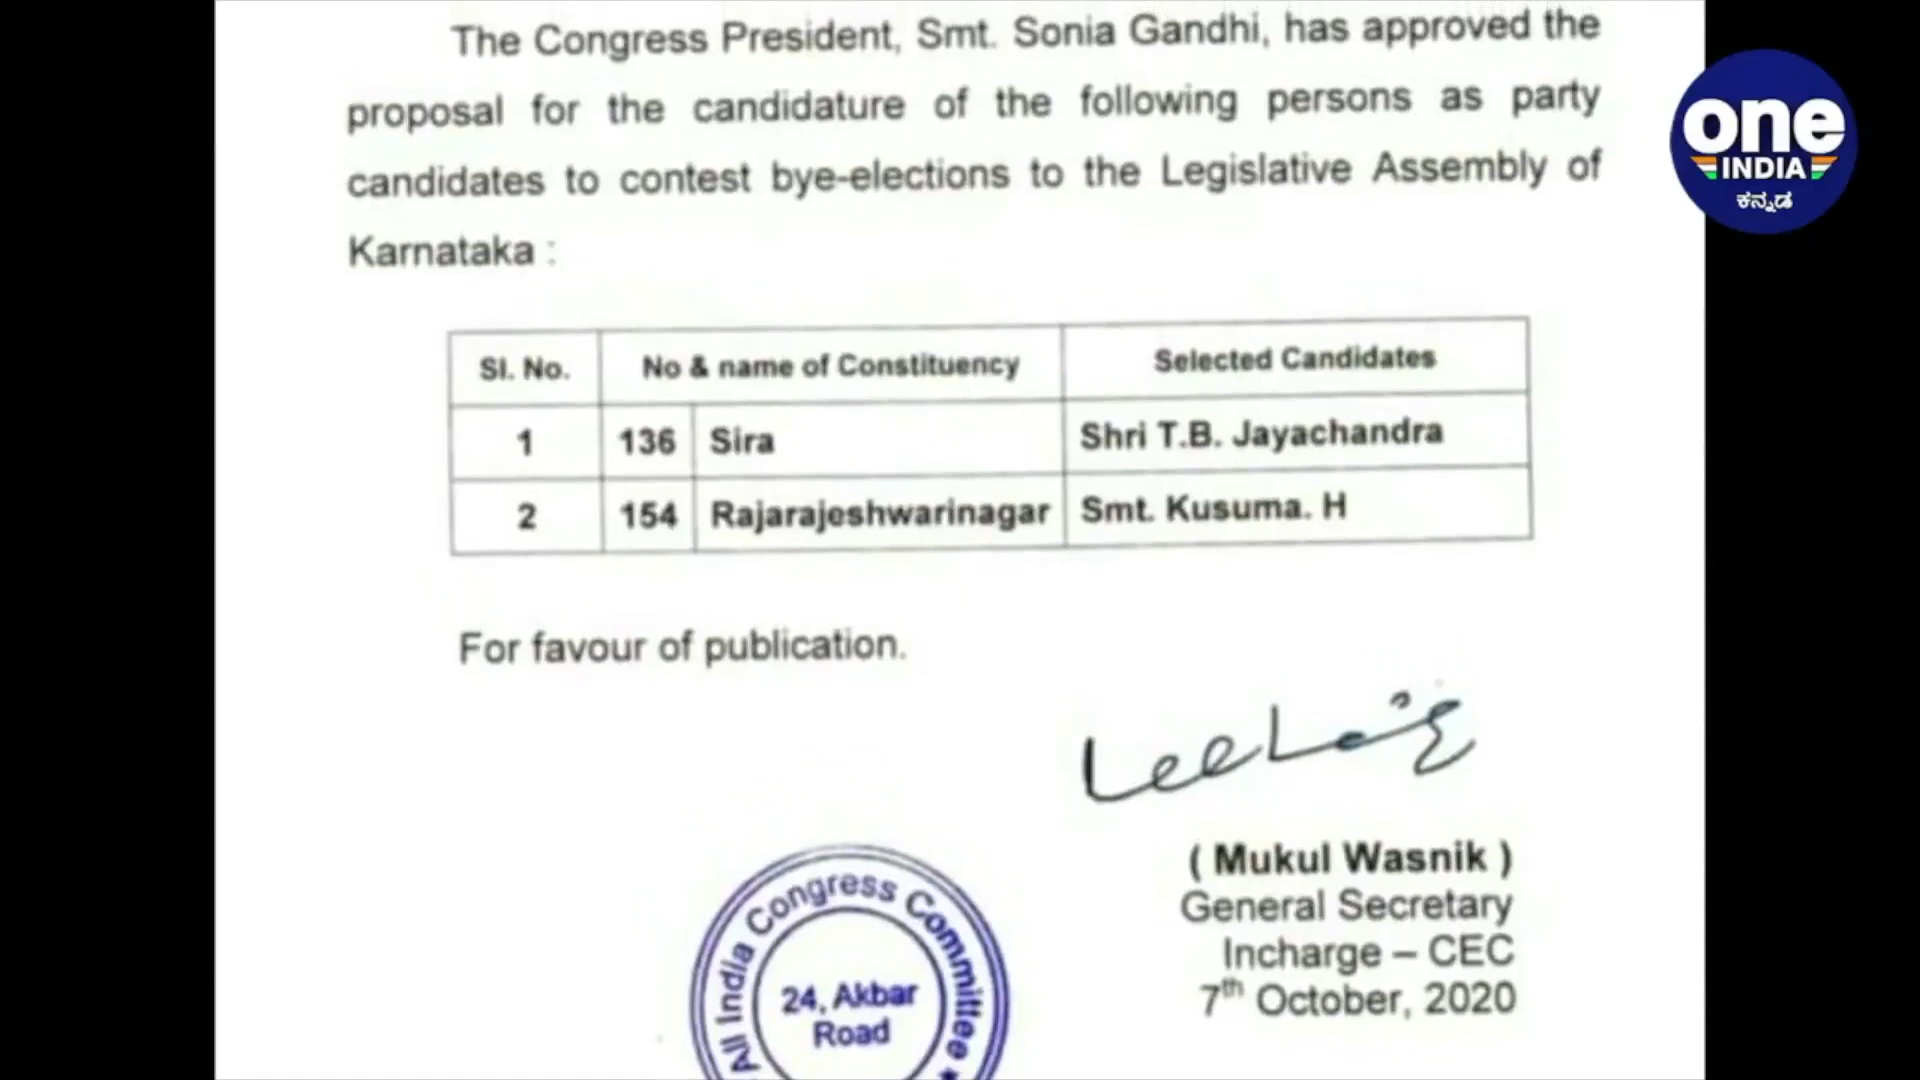 The Congress President, Smt. Sonia Gandhi, has approved the
proposal for the candidature of the following persons as party
candidates to contest bye-elections to the Legislative Assembly of
Karnataka :
Sl. No. No & name of Constituency Selected Candidates
1 136 Sira Shri T.B. Jayachandra
2 154 Rajarajeshwarinagar Smt. Kusuma. H
For favour of publication.
( Mukul Wasnik )
General Secretary
Incharge – CEC
7th October, 2020
All India Congress Committee
24, Akbar
Road
one
INDIA
ಕನ್ನಡ